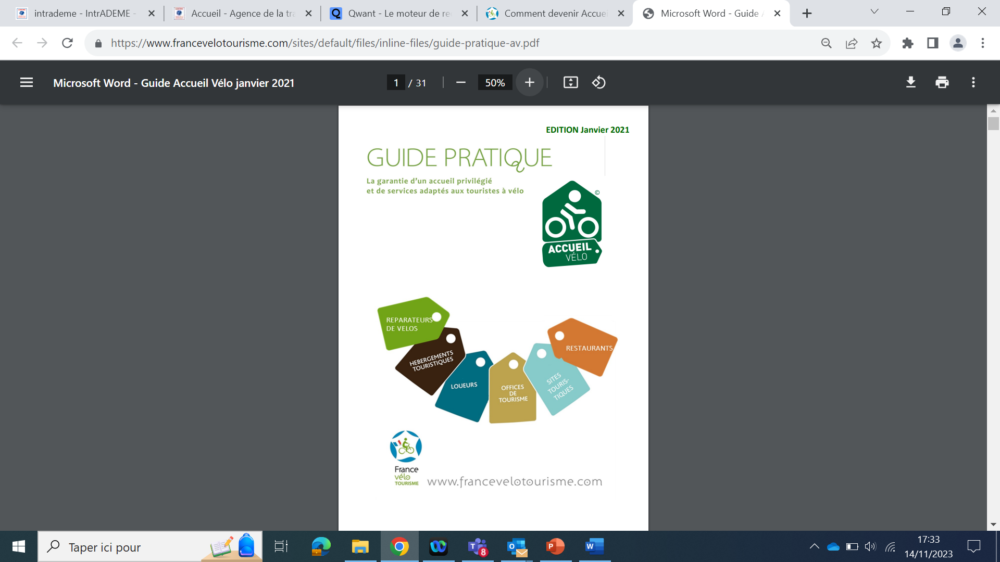 intrademe - IntrADEME -
Accueil - Agence de la tra
Qwant - Le moteur de re
Comment devenir Accuei
Microsoft Word - Guide A
https://www.francevelotourisme.com/sites/default/files/inline-files/guide-pratique-av.pdf
Microsoft Word - Guide Accueil Vélo janvier 2021
1 / 31
50%
EDITION Janvier 2021
GUIDE PRATIQUE
La garantie d'un accueil privilégié
et de services adaptés aux touristes à vélo
©
ACCUEIL
VÉLO
REPARATEURS
DE VELOS
HEBERGEMENTS
TOURISTIQUES
LOUEURS
OFFICES
DE
TOURISME
SITES
TOURIS-
TIQUES
RESTAURANTS
France
vélo
TOURISME
www.francevelotourisme.com
Taper ici pour
8
17:33
14/11/2023